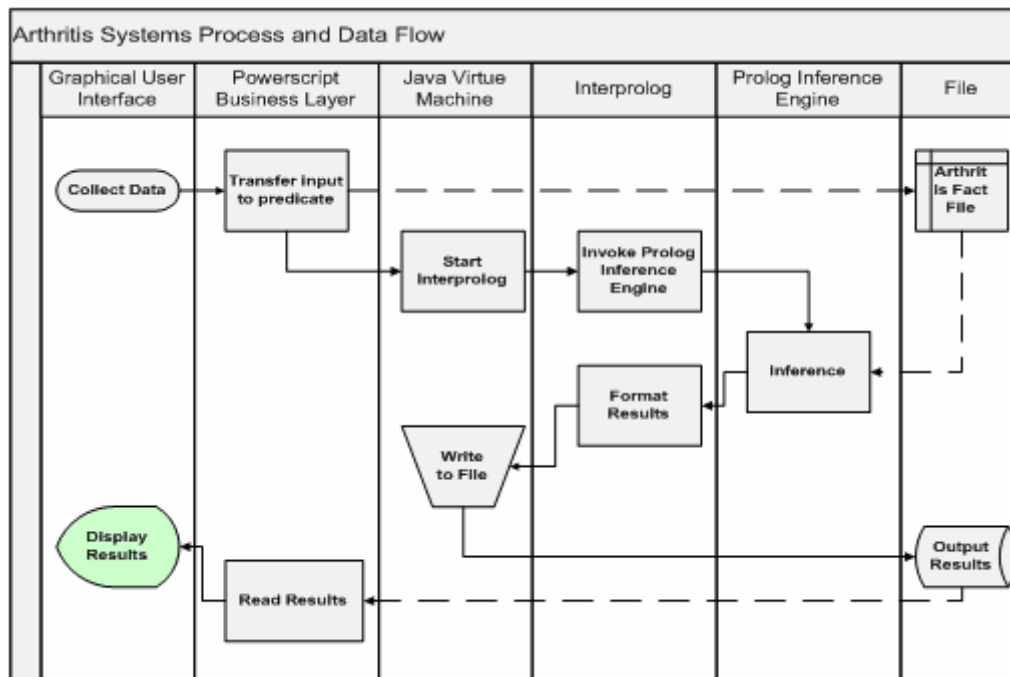 Arthritis Systems Process and Data Flow
Graphical User
Interface
Powerscript
Business Layer
Java Virtue
Machine
Interprolog
Prolog Inference
Engine
File
Collect Data
Transfer input
to predicate
Arthrit
is Fact
File
Start
Interprolog
Invoke Prolog
Inference
Engine
Inference
Format
Results
Write
to File
Display
Results
Read Results
Output
Results